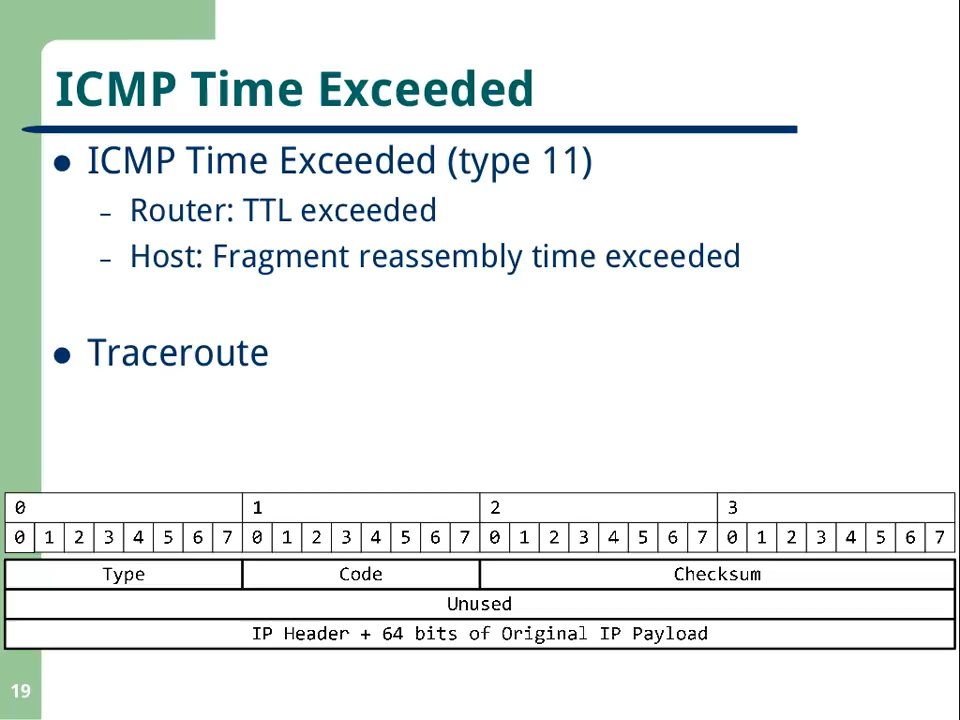 ICMP Time Exceeded
● ICMP Time Exceeded (type 11)
– Router: TTL exceeded
– Host: Fragment reassembly time exceeded
● Traceroute
0 1 2 3
0 1 2 3 4 5 6 7 0 1 2 3 4 5 6 7 0 1 2 3 4 5 6 7 0 1 2 3 4 5 6 7
Type Code Checksum
Unused
IP Header + 64 bits of Original IP Payload
19